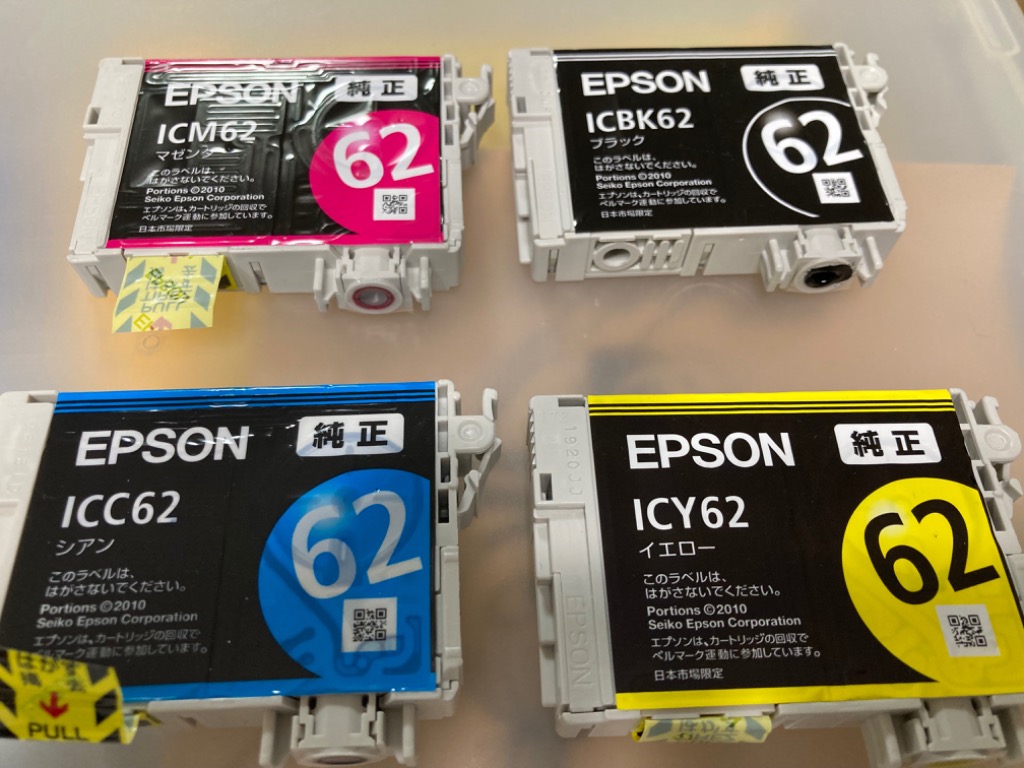 EPSON 純正
ICM62
マゼンタ
62
このラベルは、
はがさないでください。
Portions ©2010
Seiko Epson Corporation
エプソンは、カートリッジの回収で
ベルマーク運動に参加しています。
日本市場限定
PULL
EPSON 純正
ICBK62
ブラック
62
このラベルは、
はがさないでください。
Portions ©2010
Seiko Epson Corporation
エプソンは、カートリッジの回収で
ベルマーク運動に参加しています。
日本市場限定
EPSON 純正
ICC62
シアン
62
このラベルは、
はがさないでください。
Portions ©2010
Seiko Epson Corporation
エプソンは、カートリッジの回収で
ベルマーク運動に参加しています。
日本市場限定
PULL
EPSON 純正
ICY62
イエロー
62
このラベルは、
はがさないでください。
Portions ©2010
Seiko Epson Corporation
エプソンは、カートリッジの回収で
ベルマーク運動に参加しています。
日本市場限定
EPSON